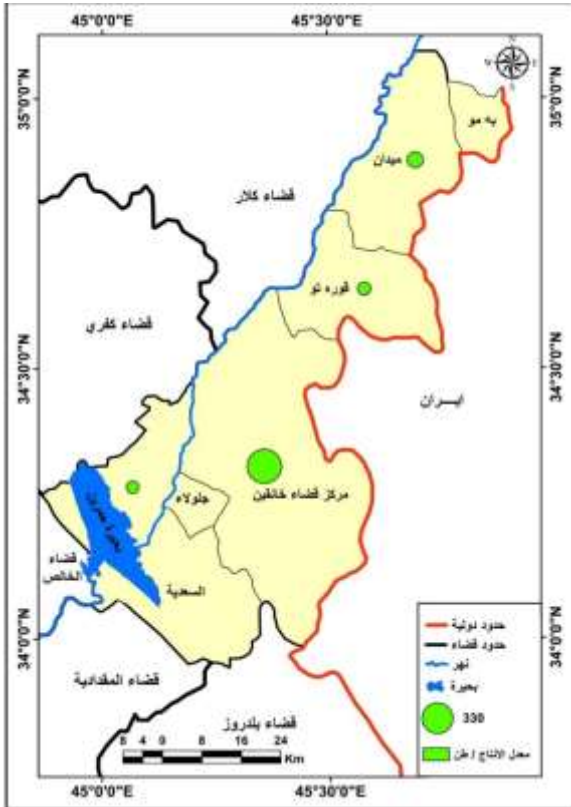 45°0'0"E
45°30'0"E
35°0'0"N
35°0'0"N
به مو
ميدان
قضاء كلار
قوره تو
قضاء كفري
34°30'0"N
34°30'0"N
ايـــران
مركز قضاء خانقين
جلولاء
بحيرة حمرين
قضاء
الخالص
السعدية
34°0'0"N
34°0'0"N
قضاء المقدادية
قضاء بلدروز
8 4 0 8 16 24
Km
حدود دولية
حدود قضاء
نهر
بحيرة
330
معدل الانتاج / طن
45°0'0"E
45°30'0"E